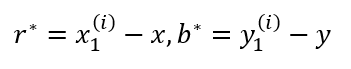 r* = x₁⁽ⁱ⁾ − x, b* = y₁⁽ⁱ⁾ − y